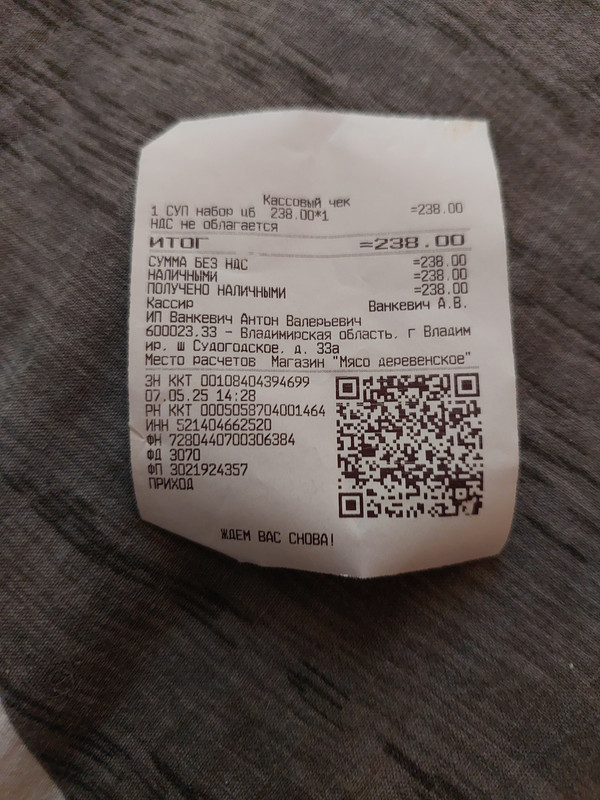 Кассовый чек
1 СУП набор цб 238.00*1 =238.00
НДС не облагается
ИТОГ =238.00
СУММА БЕЗ НДС =238.00
НАЛИЧНЫМИ =238.00
ПОЛУЧЕНО НАЛИЧНЫМИ =238.00
Кассир Ванкевич А.В.
ИП Ванкевич Антон Валерьевич
600023,33 - Владимирская область, г Владим
ир, ш Судогодское, д. 33а
Место расчетов Магазин "Мясо деревенское"
ЗН ККТ 00108404394699
07.05.25 14:28
РН ККТ 0005058704001464
ИНН 521404662520
ФН 7280440700306384
ФД 3070
ФП 3021924357
ПРИХОД
ЖДЕМ ВАС СНОВА!